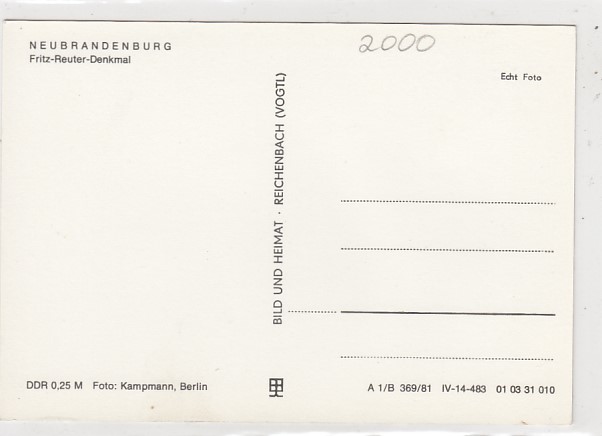 NEUBRANDENBURG
Fritz-Reuter-Denkmal
2000
Echt Foto
BILD UND HEIMAT · REICHENBACH (VOGTL)
DDR 0,25 M Foto: Kampmann, Berlin
A 1/B 369/81 IV-14-483 01 03 31 010